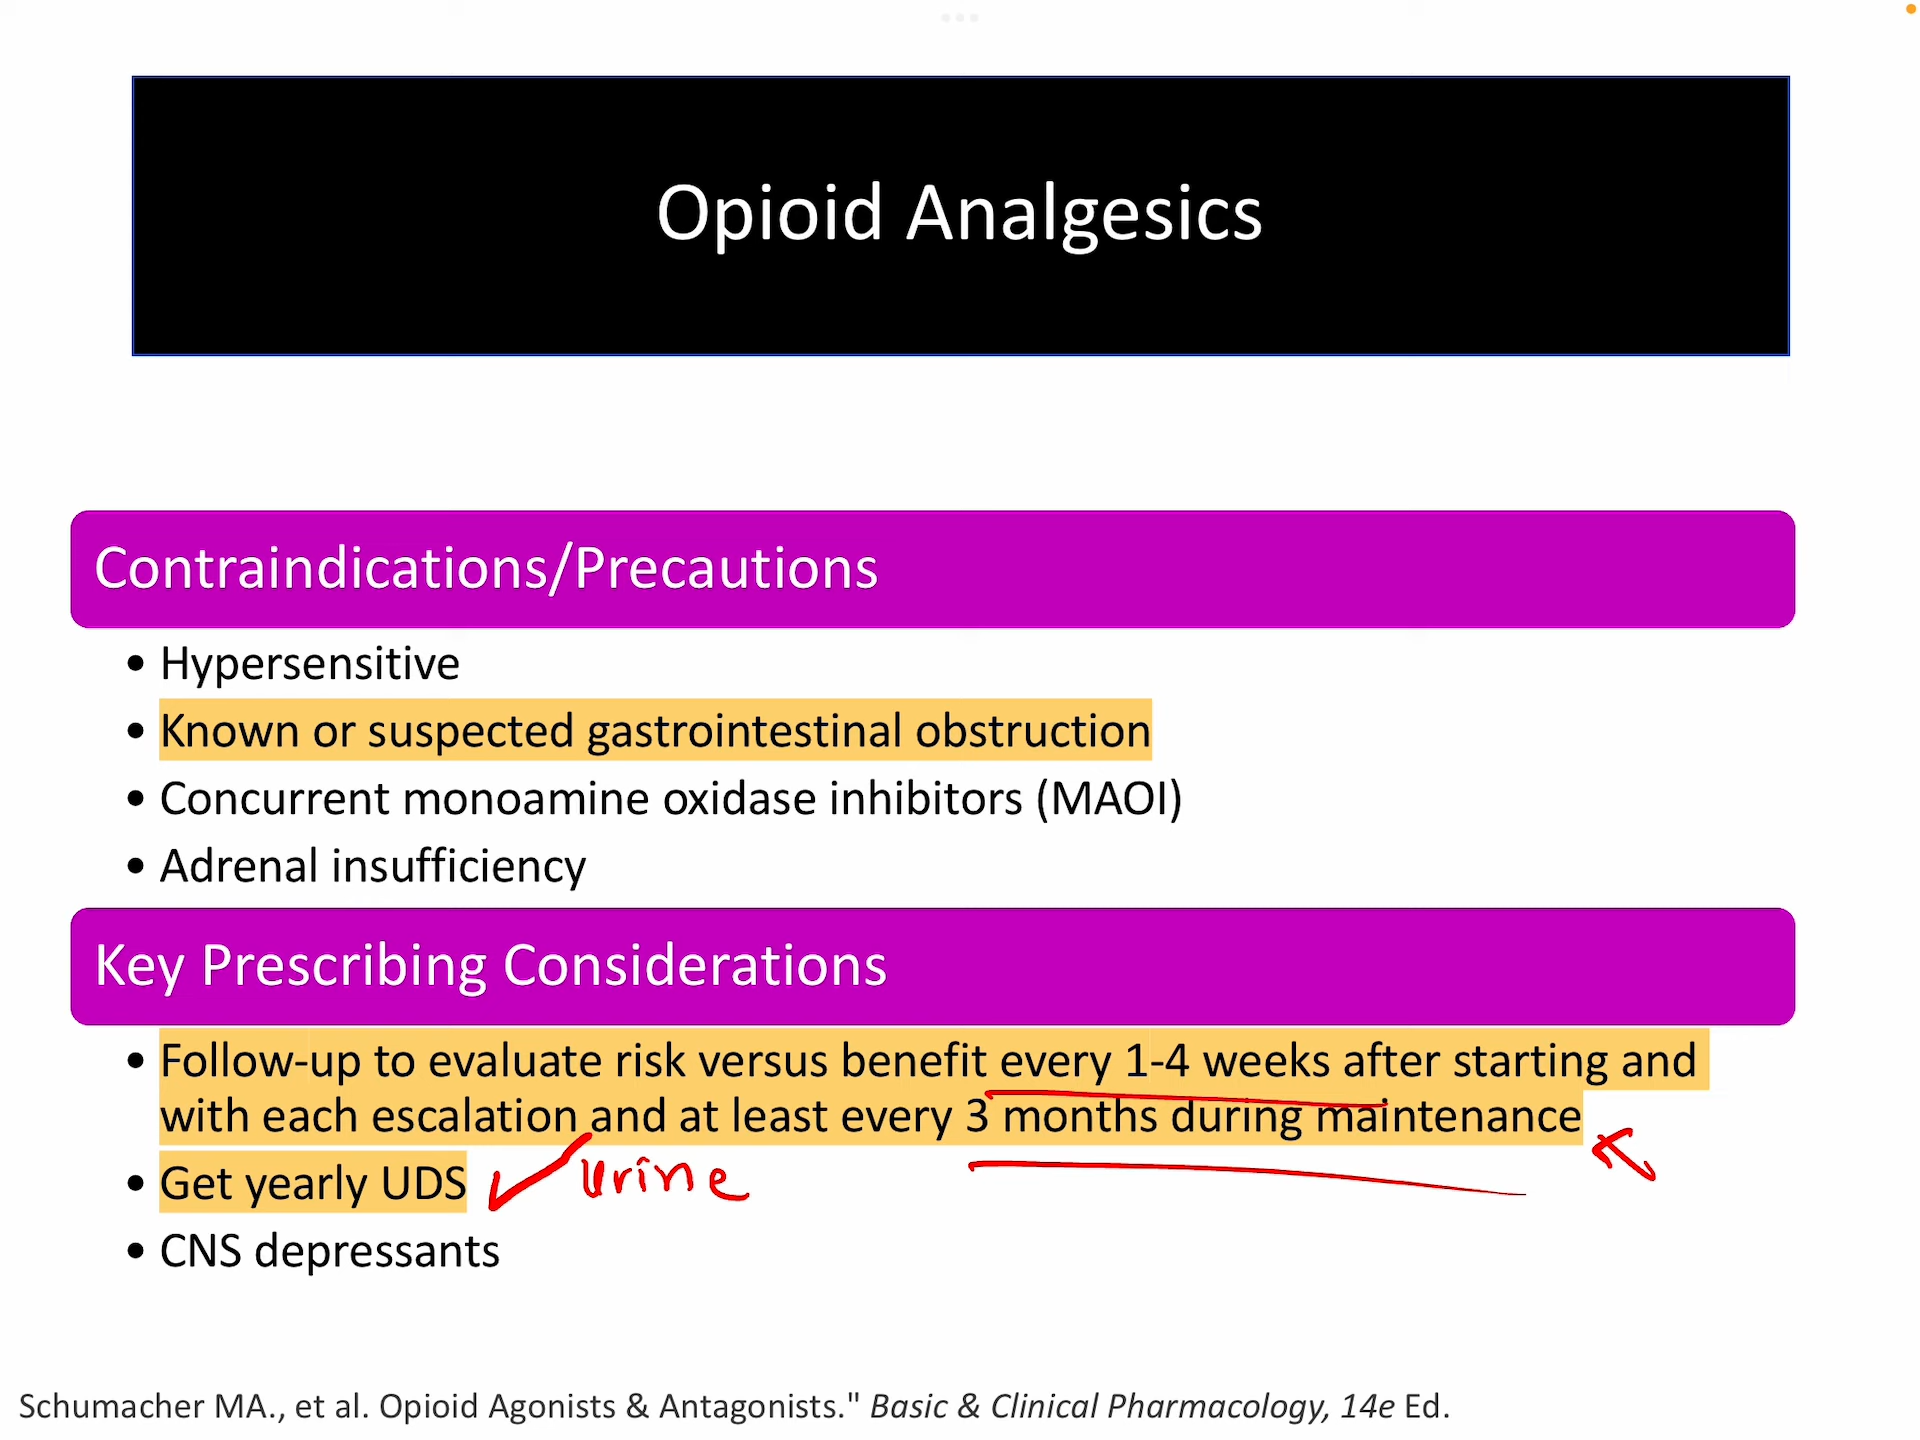 Opioid Analgesics
Contraindications/Precautions
• Hypersensitive
• Known or suspected gastrointestinal obstruction
• Concurrent monoamine oxidase inhibitors (MAOI)
• Adrenal insufficiency
Key Prescribing Considerations
• Follow-up to evaluate risk versus benefit every 1-4 weeks after starting and
with each escalation and at least every 3 months during maintenance
• Get yearly UDS urine
• CNS depressants
Schumacher MA., et al. Opioid Agonists & Antagonists." Basic & Clinical Pharmacology, 14e Ed.